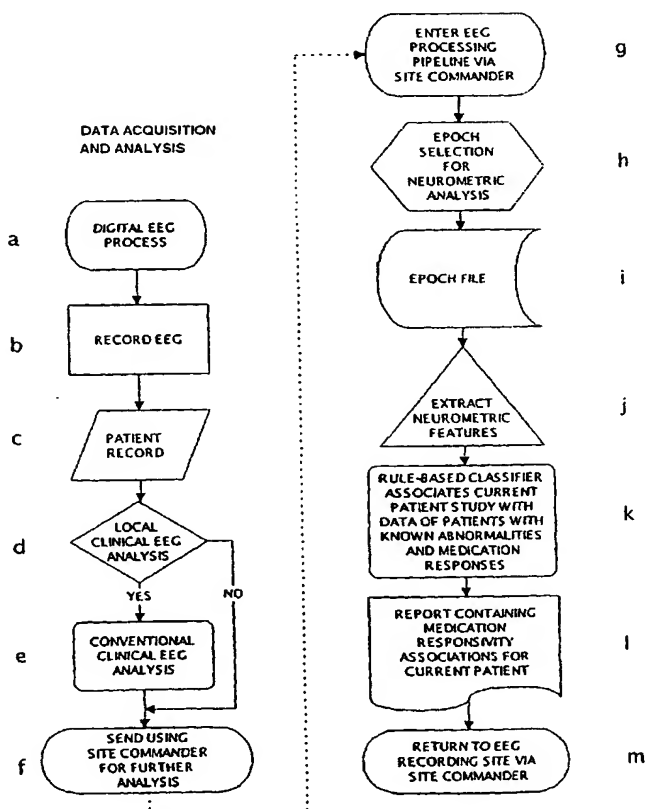 DATA ACQUISITION
AND ANALYSIS
a
DIGITAL EEG
PROCESS
b
RECORD EEG
c
PATIENT
RECORD
d
LOCAL
CLINICAL EEG
ANALYSIS
YES
NO
e
CONVENTIONAL
CLINICAL EEG
ANALYSIS
f
SEND USING
SITE COMMANDER
FOR FURTHER
ANALYSIS
ENTER EEG
PROCESSING
PIPELINE VIA
SITE COMMANDER
g
EPOCH
SELECTION
FOR
NEUROMETRIC
ANALYSIS
h
EPOCH FILE
i
EXTRACT
NEUROMETRIC
FEATURES
j
RULE-BASED CLASSIFIER
ASSOCIATES CURRENT
PATIENT STUDY WITH
DATA OF PATIENTS WITH
KNOWN ABNORMALITIES
AND MEDICATION
RESPONSES
k
REPORT CONTAINING
MEDICATION
RESPONSIVITY
ASSOCIATIONS FOR
CURRENT PATIENT
l
RETURN TO EEG
RECORDING SITE VIA
SITE COMMANDER
m